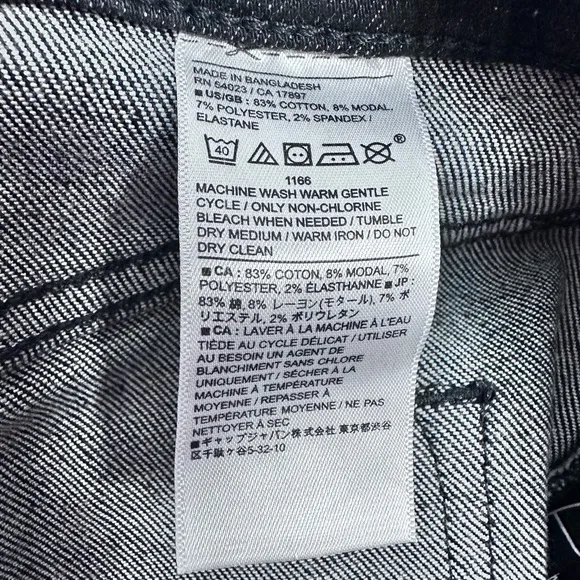 MADE IN BANGLADESH
RN 54023 / CA 17897
■ US/GB : 83% COTTON, 8% MODAL,
7% POLYESTER, 2% SPANDEX /
ELASTANE
40
®
1166
MACHINE WASH WARM GENTLE
CYCLE / ONLY NON-CHLORINE
BLEACH WHEN NEEDED / TUMBLE
DRY MEDIUM / WARM IRON / DO NOT
DRY CLEAN
■ CA : 83% COTTON, 8% MODAL, 7%
POLYESTER, 2% ÉLASTHANNE ■ JP :
83% 綿, 8% レーヨン(モダール), 7% ポ
リエステル, 2% ポリウレタン
■ CA : LAVER À LA MACHINE À L'EAU
TIÈDE AU CYCLE DÉLICAT / UTILISER
AU BESOIN UN AGENT DE
BLANCHIMENT SANS CHLORE
UNIQUEMENT / SÉCHER À LA
MACHINE À TEMPÉRATURE
MOYENNE / REPASSER À
TEMPÉRATURE MOYENNE / NE PAS
NETTOYER À SEC
■ ギャップジャパン株式会社 東京都渋谷
区千駄ケ谷5-32-10